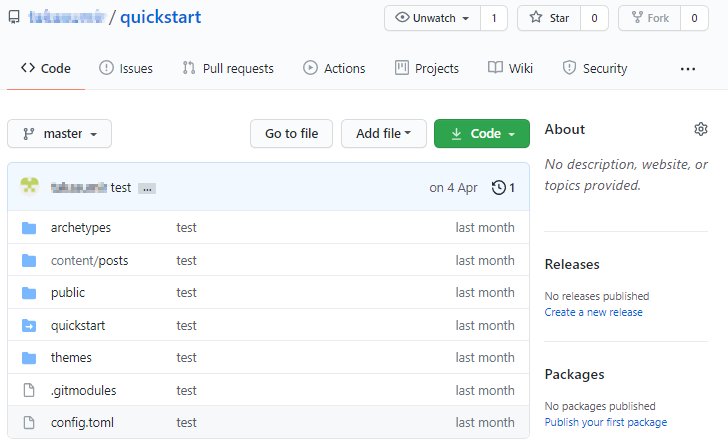 / quickstart
Unwatch 1 Star 0 Fork 0
Code Issues Pull requests Actions Projects Wiki Security ...
master Go to file Add file Code
test ...
on 4 Apr 1
archetypes test last month
content/posts test last month
public test last month
quickstart test last month
themes test last month
.gitmodules test last month
config.toml test last month
About
No description, website, or
topics provided.
Releases
No releases published
Create a new release
Packages
No packages published
Publish your first package